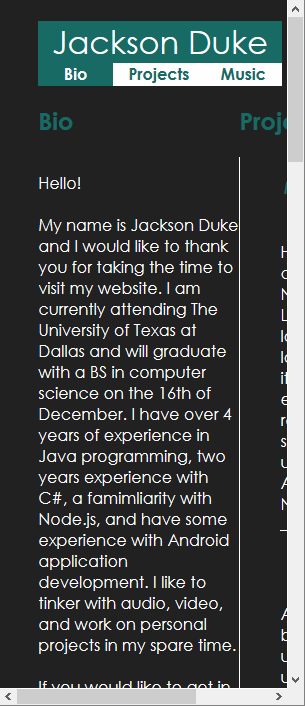 Jackson Duke
Bio Projects Music
Bio
Hello!
My name is Jackson Duke
and I would like to thank
you for taking the time to
visit my website. I am
currently attending The
University of Texas at
Dallas and will graduate
with a BS in computer
science on the 16th of
December. I have over 4
years of experience in
Java programming, two
years experience with
C#, a famimliarity with
Node.js, and have some
experience with Android
application
development. I like to
tinker with audio, video,
and work on personal
projects in my spare time.
If you would like to get in